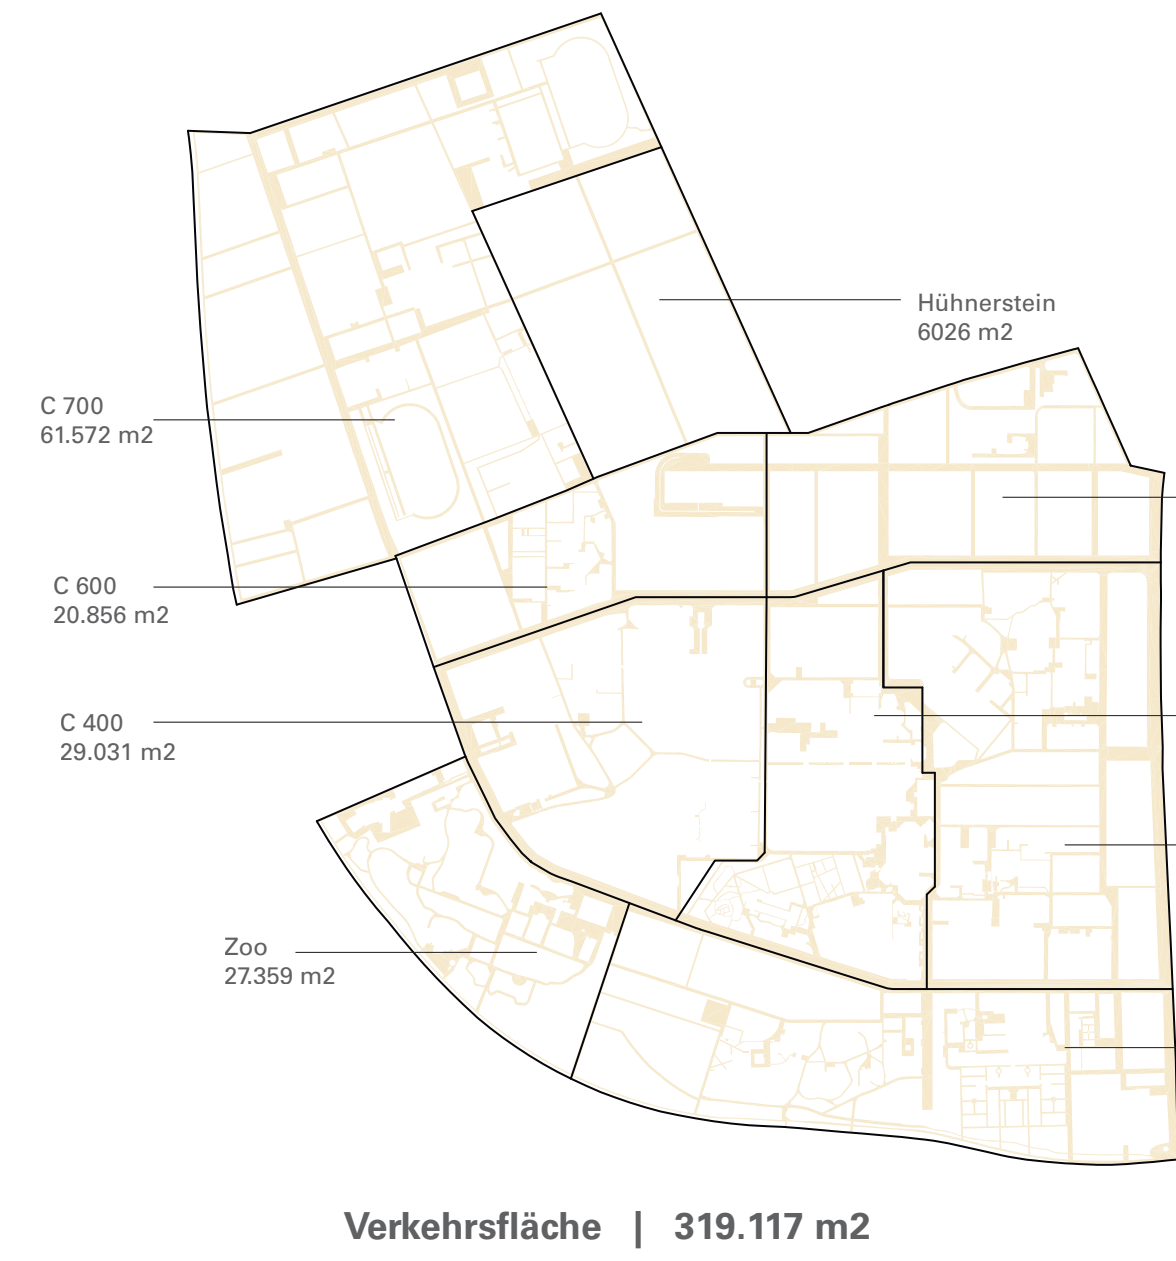 Hühnerstein
6026 m2
C 700
61.572 m2
C 600
20.856 m2
C 400
29.031 m2
Zoo
27.359 m2
Verkehrsfläche | 319.117 m2